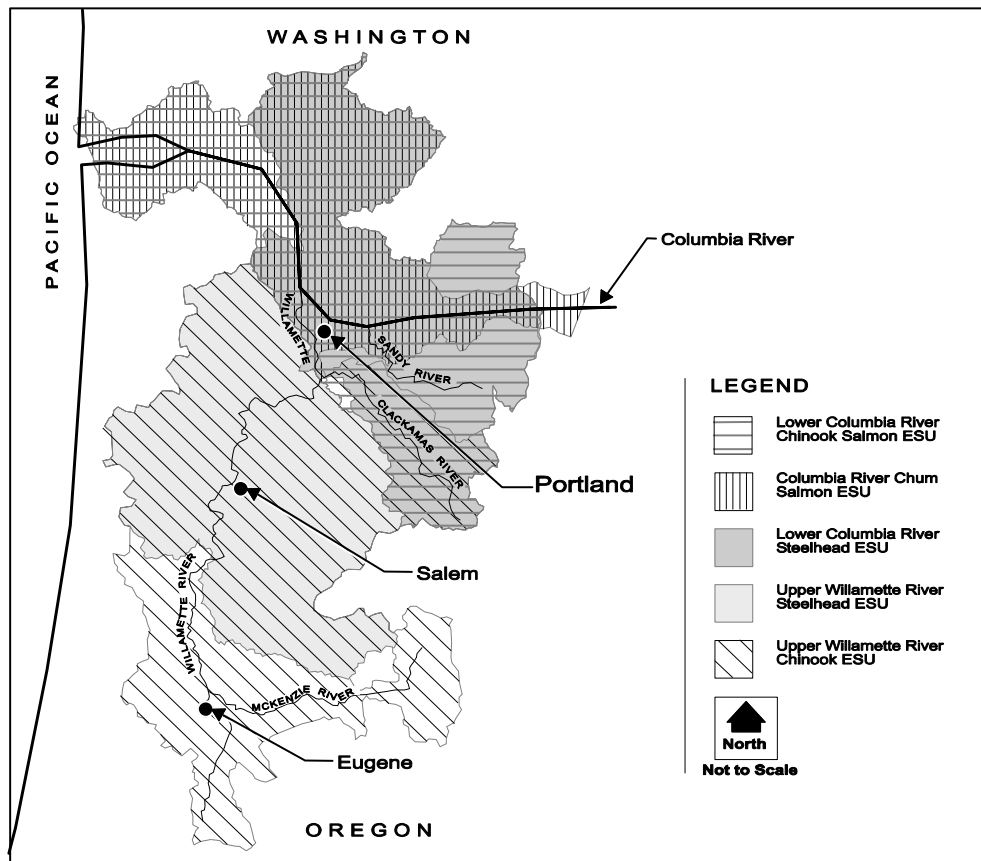 WASHINGTON
PACIFIC OCEAN
Columbia River
WILLAMETTE
SANDY RIVER
CLACKAMAS RIVER
Portland
Salem
WILLAMETTE RIVER
MCKENZIE RIVER
Eugene
OREGON
LEGEND
Lower Columbia River
Chinook Salmon ESU
Columbia River Chum
Salmon ESU
Lower Columbia River
Steelhead ESU
Upper Willamette River
Steelhead ESU
Upper Willamette River
Chinook ESU
North
Not to Scale